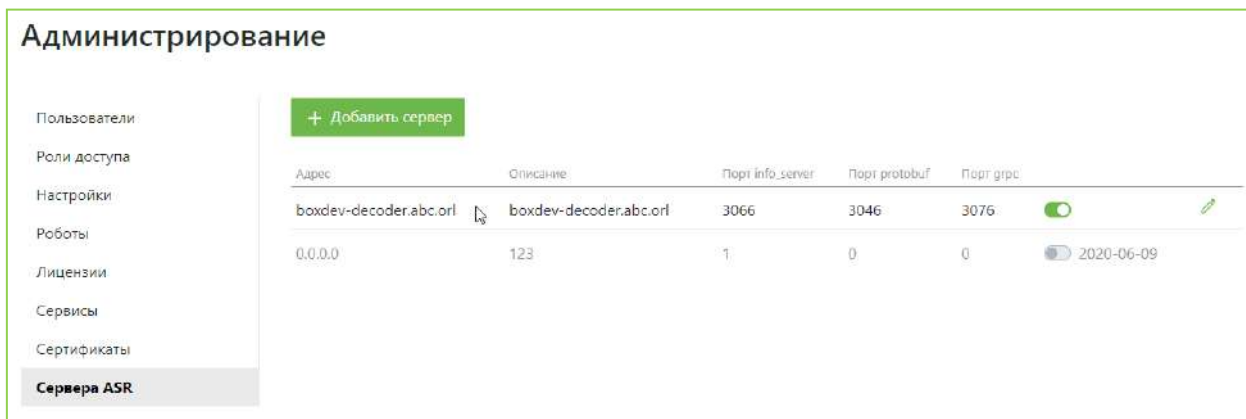 Администрирование
Пользователи
Роли доступа
Настройки
Роботы
Лицензии
Сервисы
Сертификаты
Сервера ASR
+ Добавить сервер
Адрес Описание Порт info_server Порт protobuf Порт grpc
boxdev-decoder.abc.orl boxdev-decoder.abc.orl 3066 3046 3076
0.0.0.0 123 1 0 0 2020-06-09